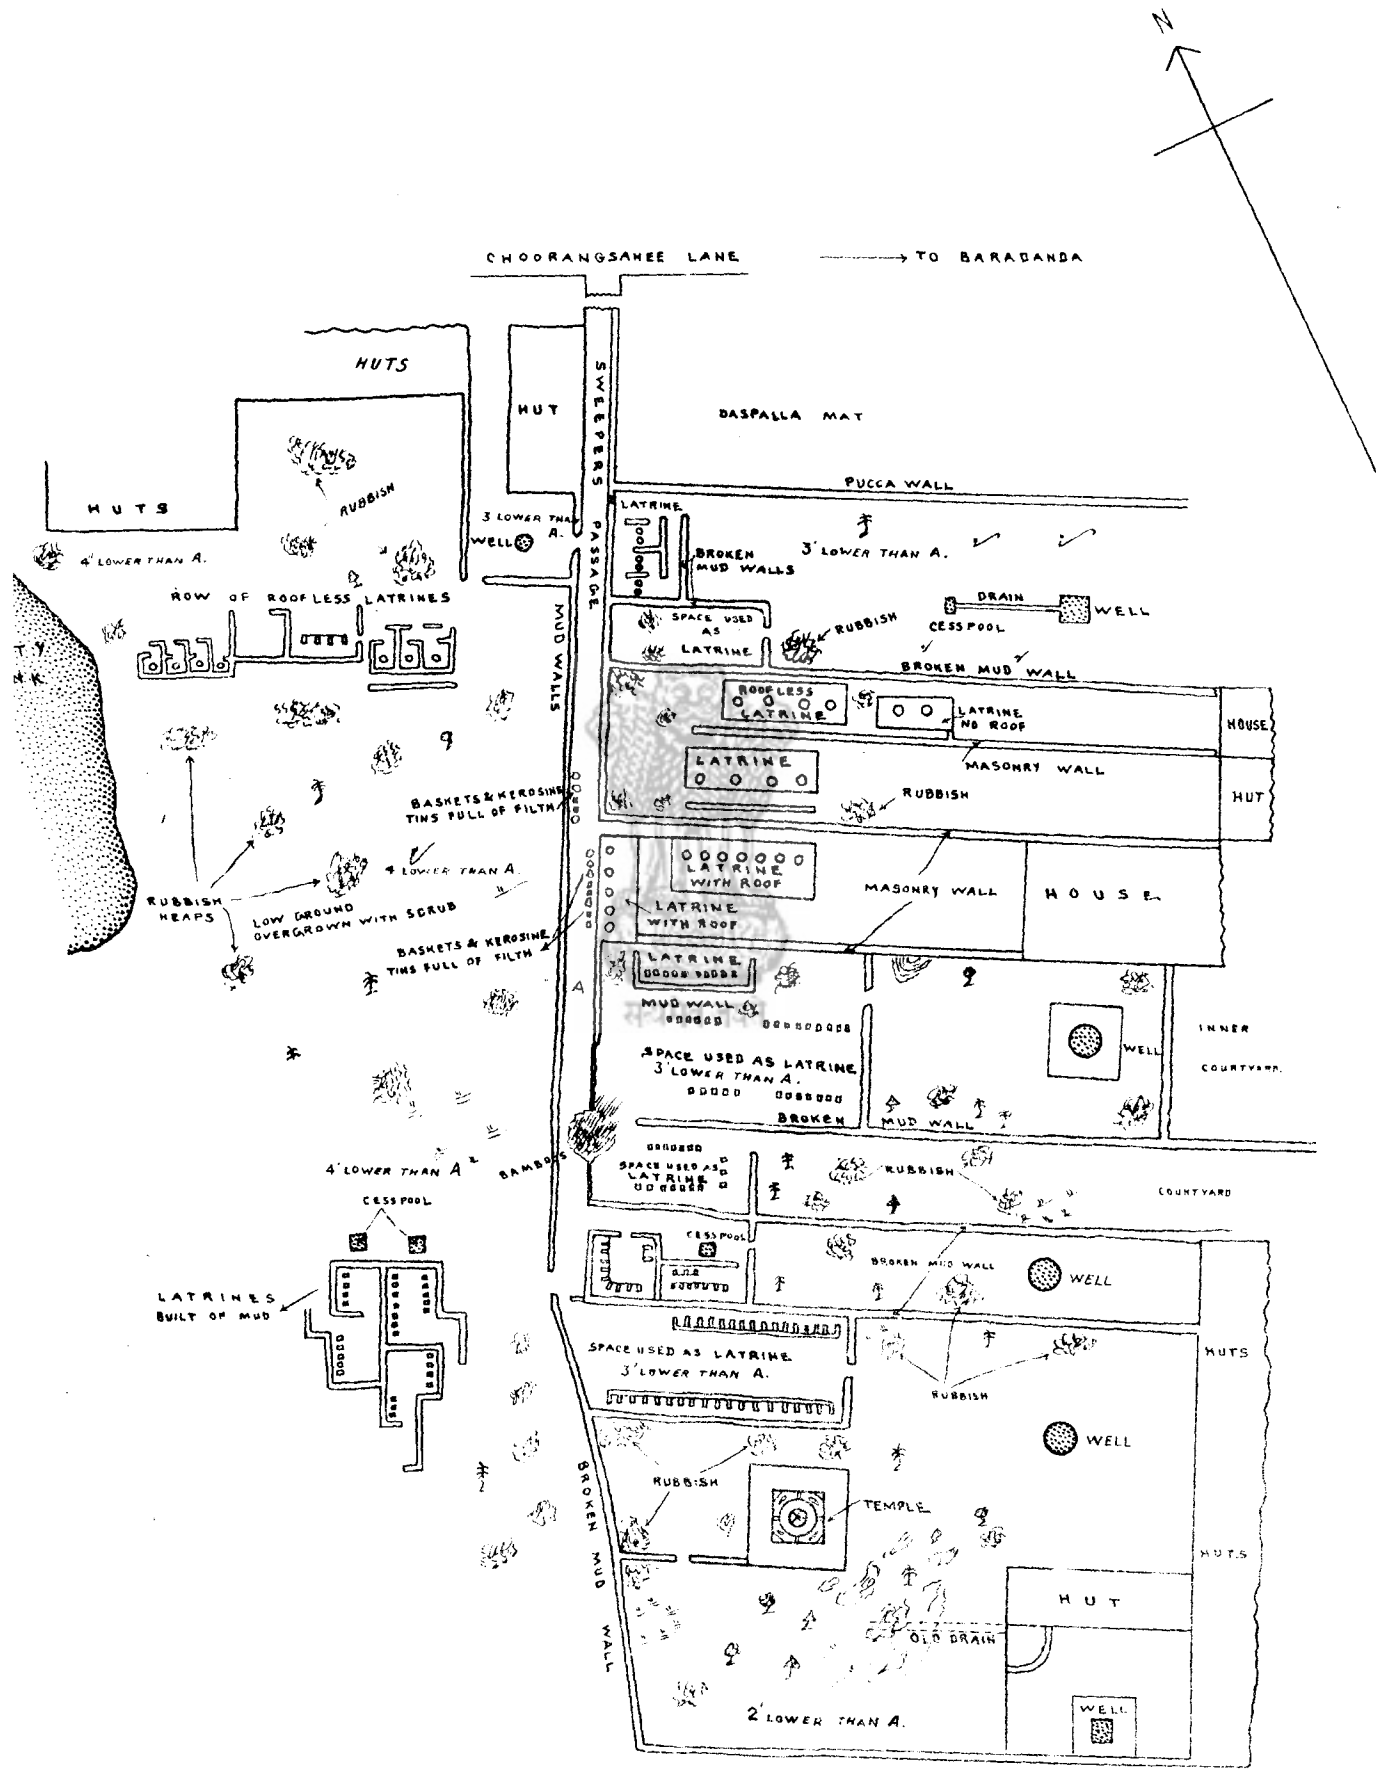 N
CHOORANGSAHEE LANE
TO BARADANDA
HUTS
HUT
SWEEPERS PASSAGE
DASPALLA MAT
PUCCA WALL
RUBBISH
HUTS
LATRINE
3 LOWER THAN
A.
WELL
4' LOWER THAN A.
BROKEN
MUD WALLS
3' LOWER THAN A.
ROW OF ROOFLESS LATRINES
DRAIN
WELL
CESSPOOL
MUD WALLS
SPACE USED
AS
LATRINE
RUBBISH
BROKEN MUD WALL
ROOFLESS
LATRINE
LATRINE
NO ROOF
HOUSE
MASONRY WALL
LATRINE
BASKETS & KEROSINE
TINS FULL OF FILTH
RUBBISH
HUT
4 LOWER THAN A.
LATRINE
WITH ROOF
MASONRY WALL
HOUSE
RUBBISH
HEAPS
LOW GROUND
OVERGROWN WITH SCRUB
LATRINE
WITH ROOF
BASKETS & KEROSINE
TINS FULL OF FILTH
LATRINE
A
MUD WALL
INNER
COURTYARD.
WELL
SPACE USED AS LATRINE
3' LOWER THAN A.
BROKEN MUD WALL
4' LOWER THAN A
BAMBOOS
SPACE USED AS
LATRINE
RUBBISH
COURTYARD
CESSPOOL
CESSPOOL
BROKEN MUD WALL
WELL
LATRINES
BUILT OF MUD
SPACE USED AS LATRINE
3' LOWER THAN A.
HUTS
RUBBISH
WELL
RUBBISH
BROKEN MUD WALL
TEMPLE
HUTS
HUT
OLD DRAIN
WELL
2' LOWER THAN A.